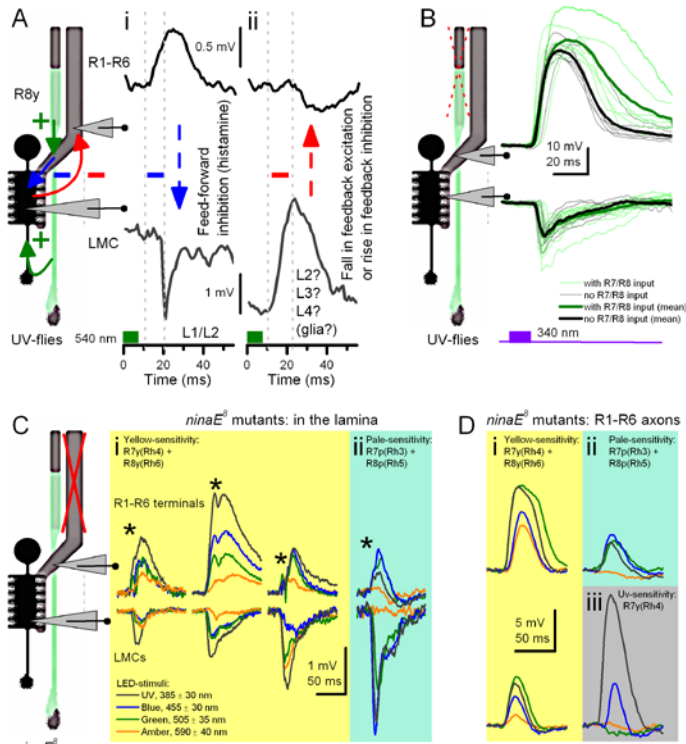 A
i
ii
R1-R6
0.5 mV
R8y
Feed-forward
inhibition (histamine)
Fall in feedback excitation
or rise in feedback inhibition
LMC
1 mV
L2?
L3?
L4?
(glia?)
L1/L2
UV-flies
540 nm
0 20 40
Time (ms)
0 20 40
Time (ms)
B
10 mV
20 ms
with R7/R8 input
no R7/R8 input
with R7/R8 input (mean)
no R7/R8 input (mean)
UV-flies
340 nm
C
ninaE⁸ mutants: in the lamina
i
Yellow-sensitivity:
R7y(Rh4) +
R8y(Rh6)
ii
Pale-sensitivity:
R7p(Rh3) +
R8p(Rh5)
R1-R6 terminals
*
*
*
*
LMCs
1 mV
50 ms
LED-stimuli:
UV, 385 ± 30 nm
Blue, 455 ± 30 nm
Green, 505 ± 35 nm
Amber, 590 ± 40 nm
D
ninaE⁸ mutants: R1-R6 axons
i
Yellow-sensitivity:
R7y(Rh4) +
R8y(Rh6)
ii
Pale-sensitivity:
R7p(Rh3) +
R8p(Rh5)
iii
Uv-sensitivity:
R7y(Rh4)
5 mV
50 ms